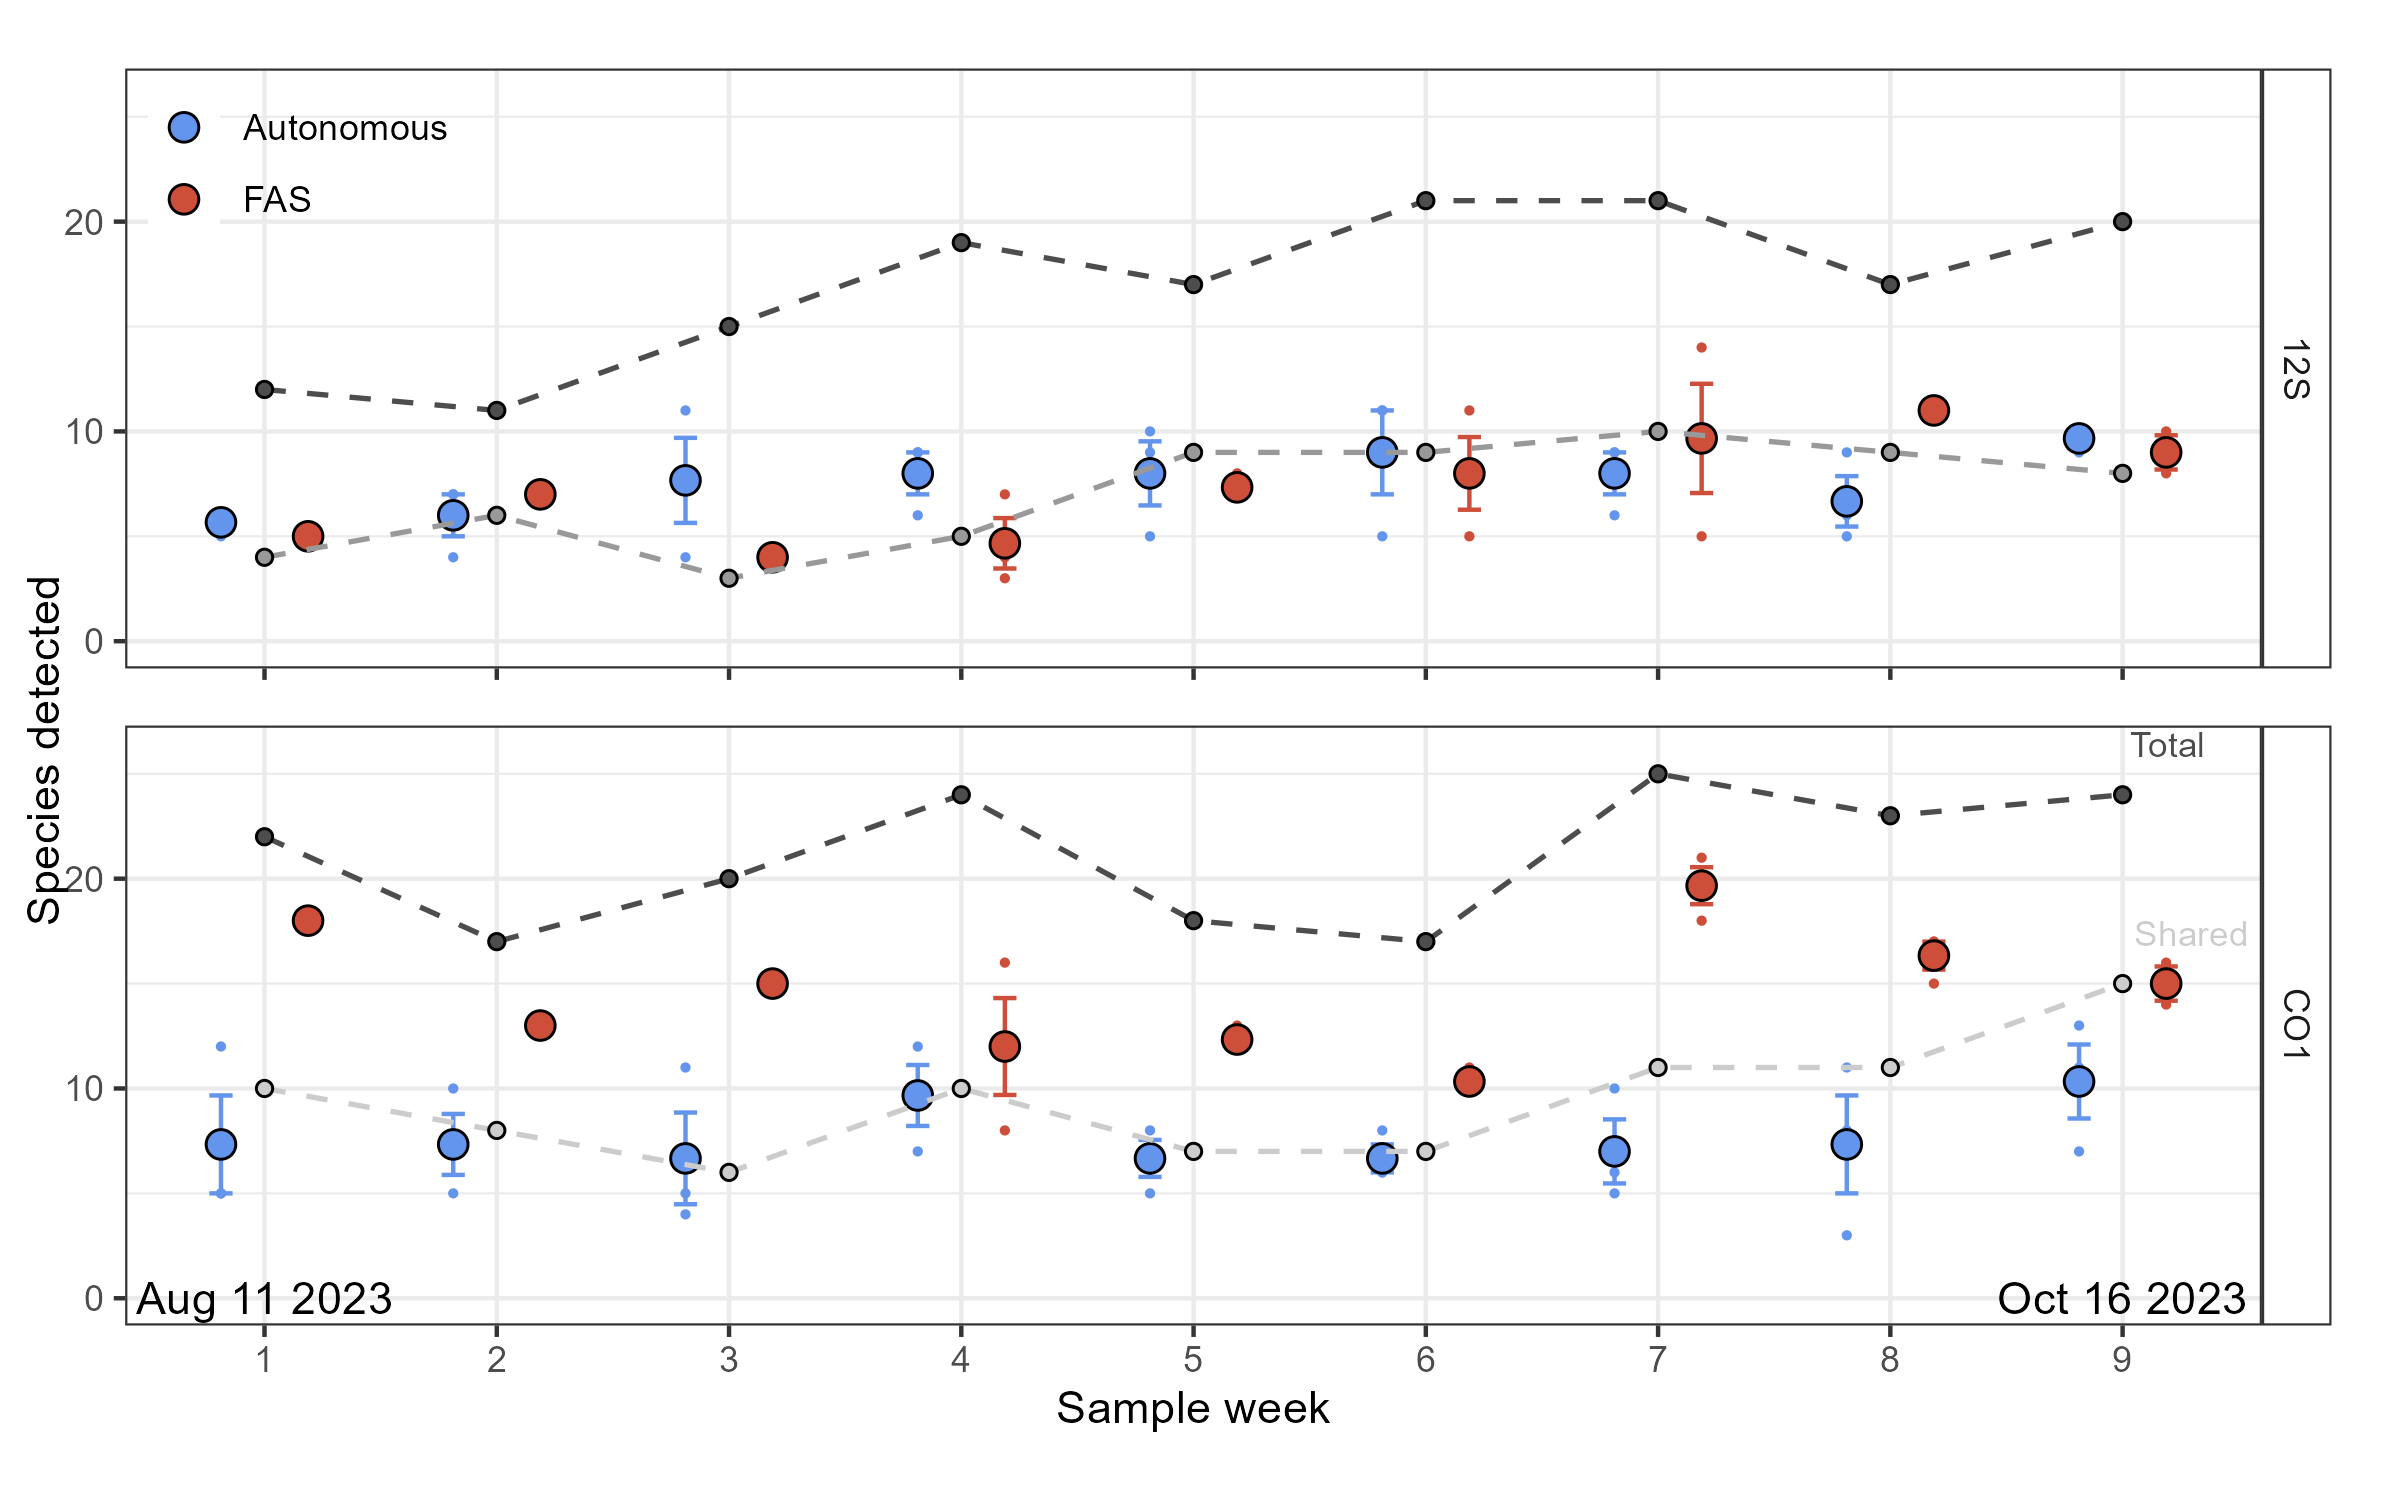 Autonomous
FAS
20
10
0
12S
Species detected
Total
Shared
20
10
0
CO1
Aug 11 2023
Oct 16 2023
1 2 3 4 5 6 7 8 9
Sample week